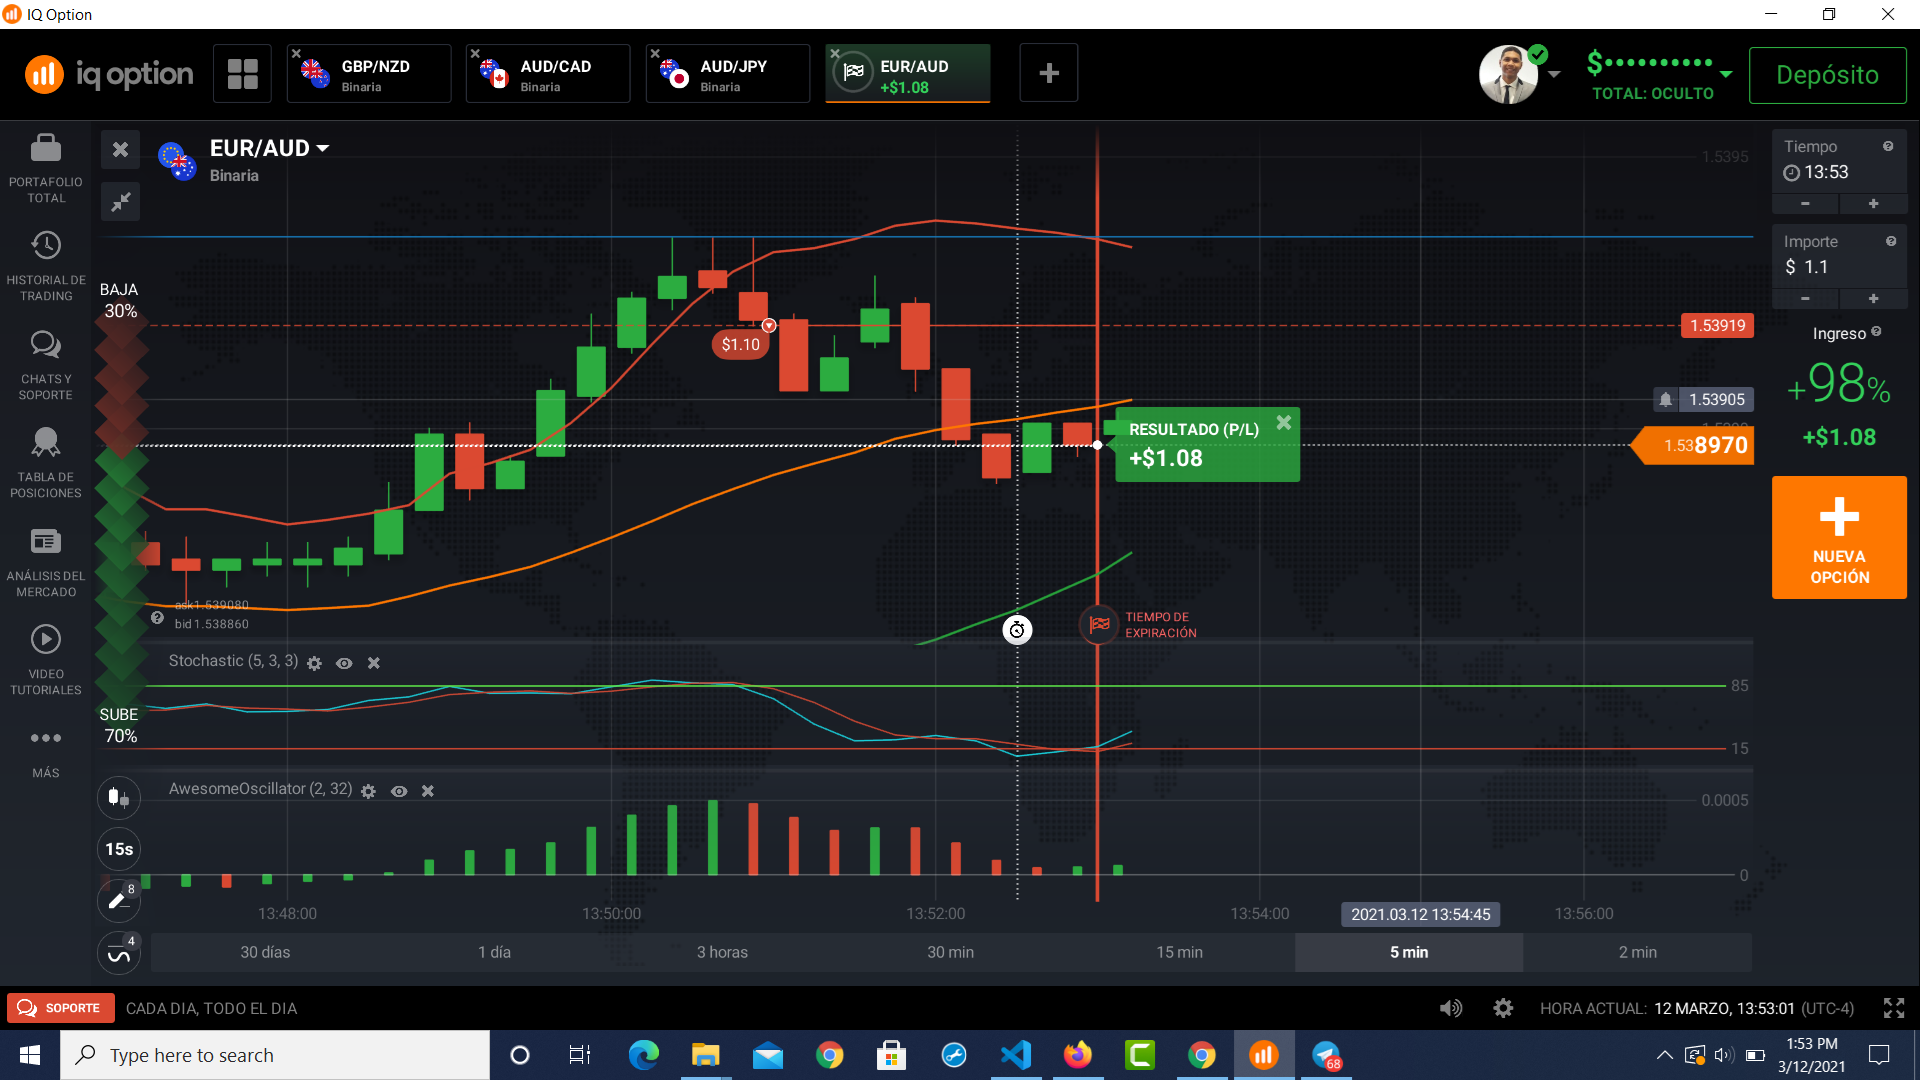 IQ Option
iq option
GBP/NZD
Binaria
AUD/CAD
Binaria
AUD/JPY
Binaria
EUR/AUD
+$1.08
$••••••••••
TOTAL: OCULTO
Depósito
PORTAFOLIO
TOTAL
HISTORIAL DE
TRADING
CHATS Y
SOPORTE
TABLA DE
POSICIONES
ANÁLISIS DEL
MERCADO
VIDEO
TUTORIALES
MÁS
EUR/AUD
Binaria
BAJA
30%
SUBE
70%
$1.10
RESULTADO (P/L)
+$1.08
ask1.539080
bid 1.538860
TIEMPO DE
EXPIRACIÓN
1.5395
1.53919
1.53905
1.538970
Stochastic (5, 3, 3)
85
15
AwesomeOscillator (2, 32)
0.0005
0
15s
8
4
13:48:00
13:50:00
13:52:00
13:54:00
2021.03.12 13:54:45
13:56:00
30 días
1 día
3 horas
30 min
15 min
5 min
2 min
Tiempo
13:53
- +
Importe
$ 1.1
- +
Ingreso
+98%
+$1.08
NUEVA
OPCIÓN
SOPORTE
CADA DIA, TODO EL DIA
HORA ACTUAL: 12 MARZO, 13:53:01 (UTC-4)
Type here to search
68
1:53 PM
3/12/2021